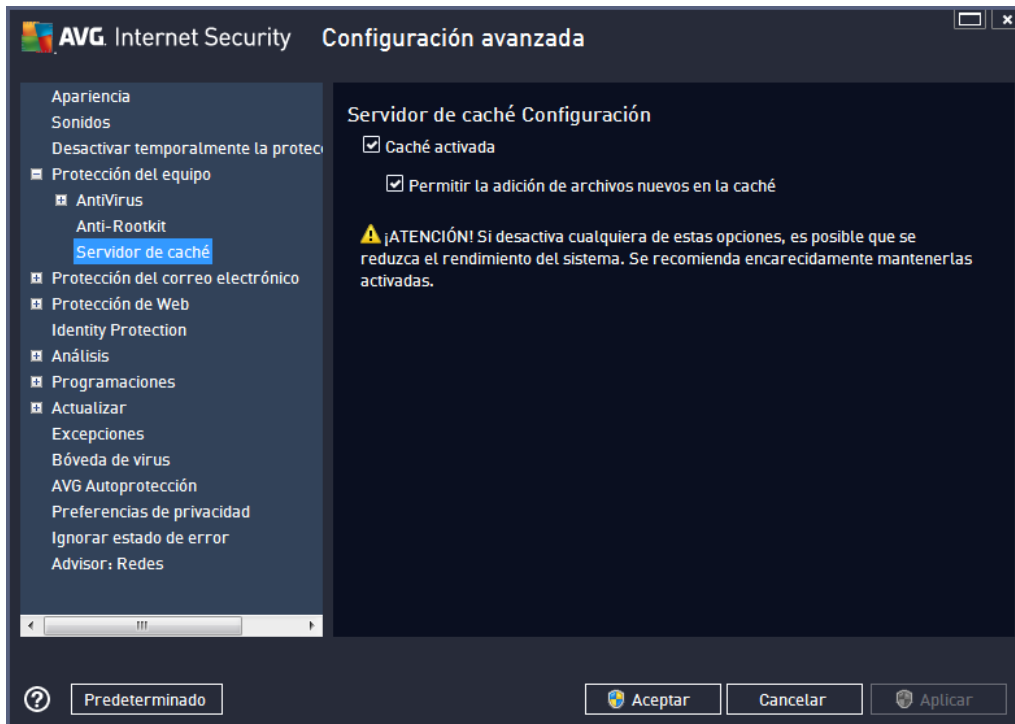 AVG. Internet Security Configuración avanzada
Apariencia
Sonidos
Desactivar temporalmente la protec
Protección del equipo
AntiVirus
Anti-Rootkit
Servidor de caché
Protección del correo electrónico
Protección de Web
Identity Protection
Análisis
Programaciones
Actualizar
Excepciones
Bóveda de virus
AVG Autoprotección
Preferencias de privacidad
Ignorar estado de error
Advisor: Redes
Servidor de caché Configuración
Caché activada
Permitir la adición de archivos nuevos en la caché
¡ATENCIÓN! Si desactiva cualquiera de estas opciones, es posible que se
reduzca el rendimiento del sistema. Se recomienda encarecidamente mantenerlas
activadas.
Predeterminado
Aceptar
Cancelar
Aplicar